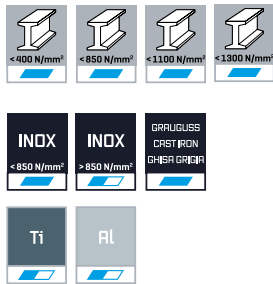 <400 N/mm² <850 N/mm² <1100 N/mm² <1300 N/mm²
INOX
<850 N/mm²
INOX
>850 N/mm²
GRAUGUSS
CAST IRON
GHISA GRIGIA
Ti
Al